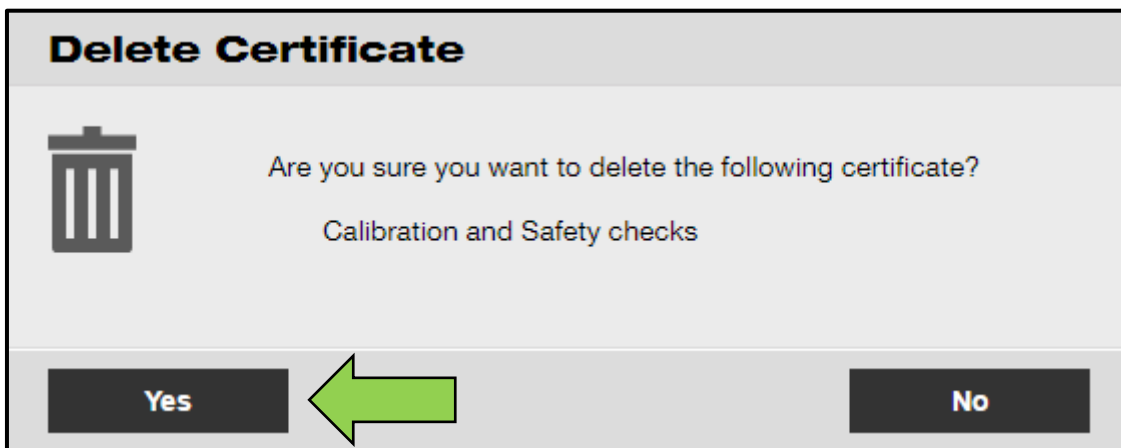 Delete Certificate
Are you sure you want to delete the following certificate?
Calibration and Safety checks
Yes
No